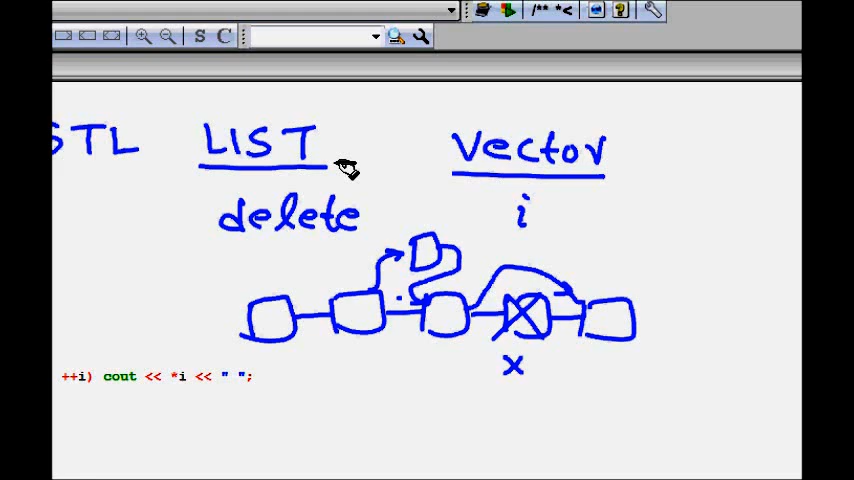 /** *<
S C
STL LIST vector
delete i
x
++i) cout << *i << " ";